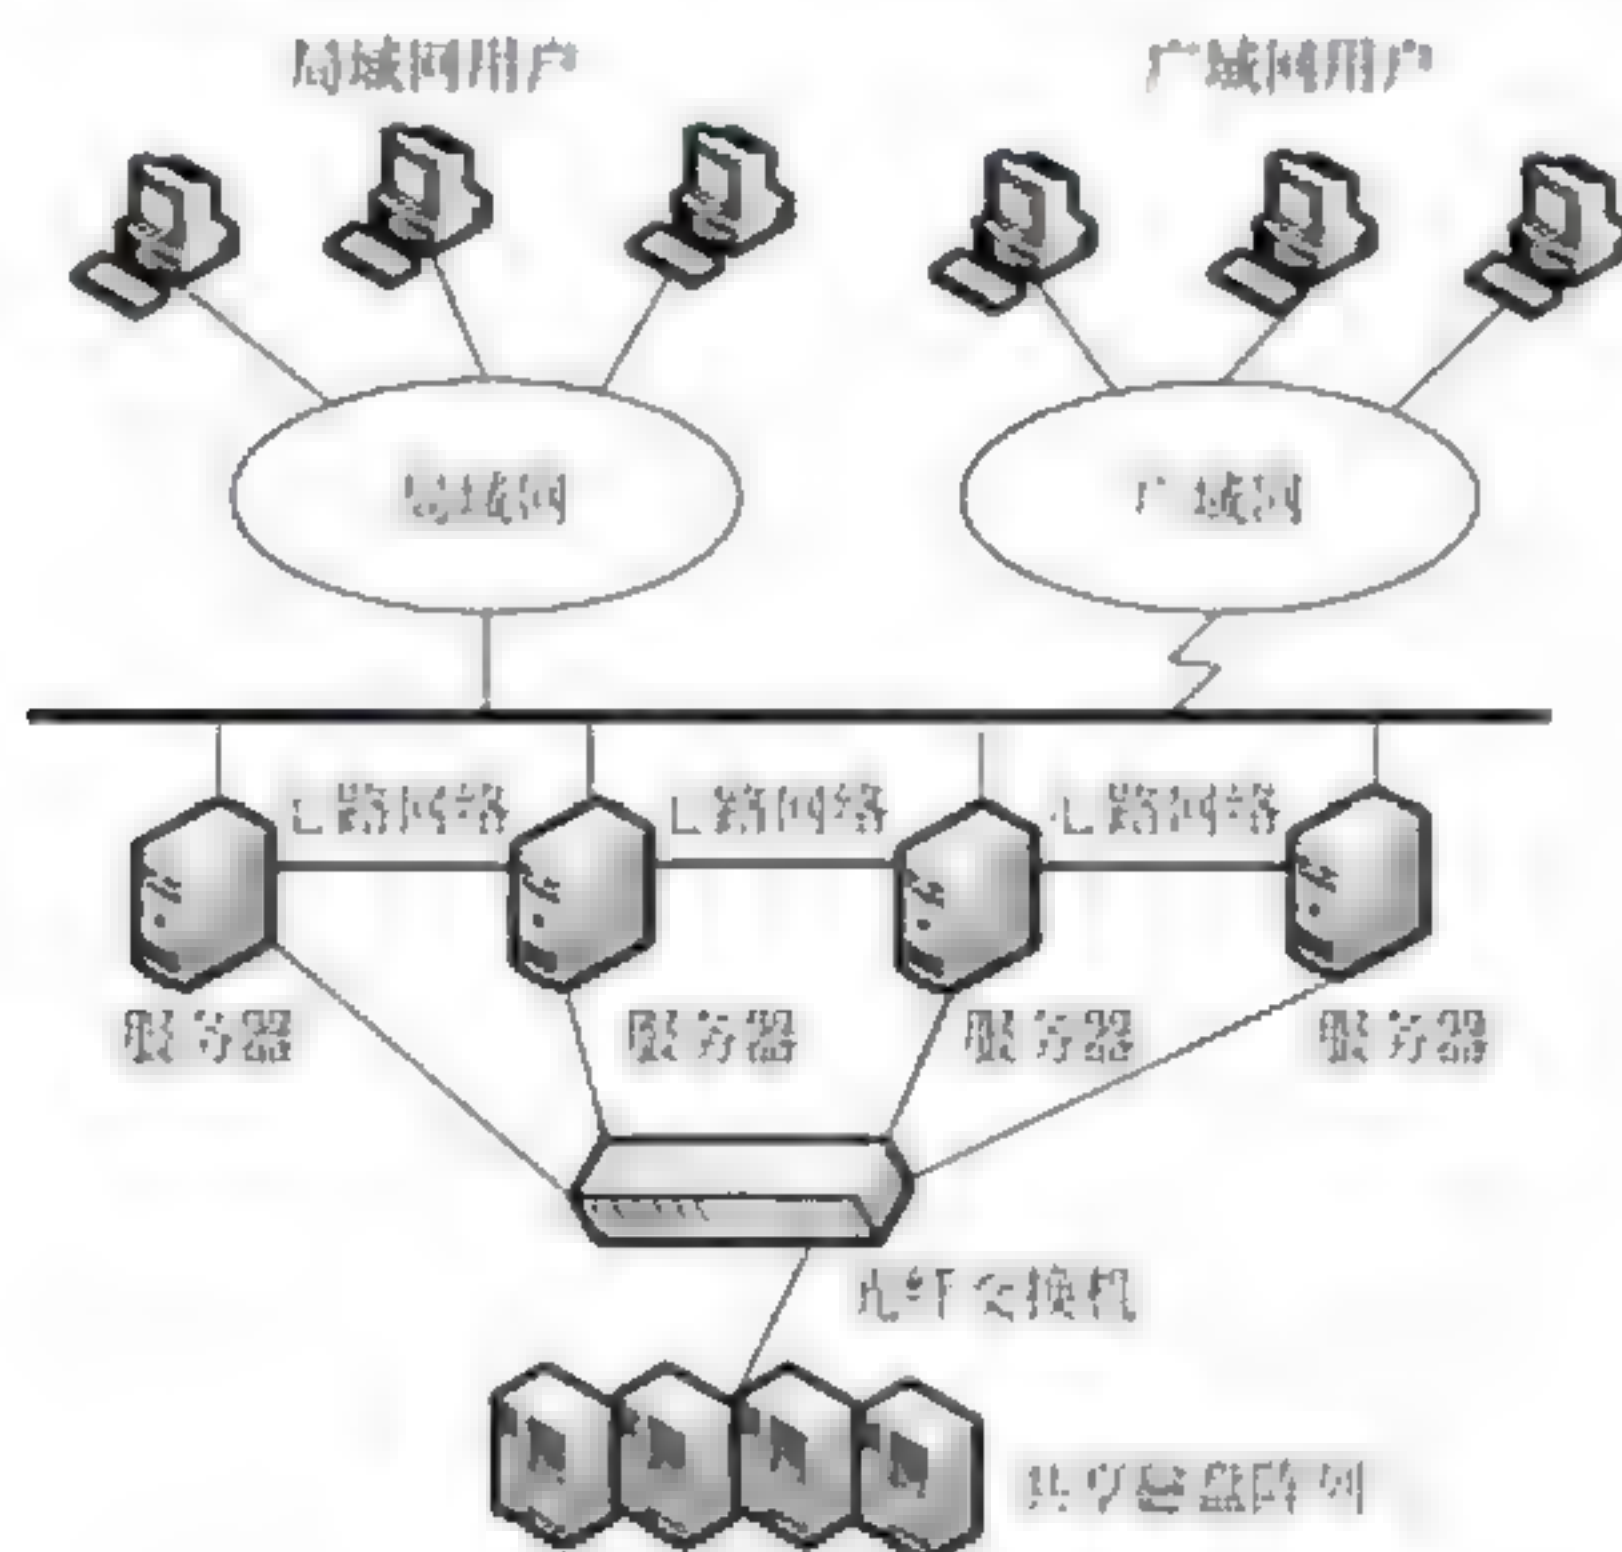 局域网用户
广域网用户
局域网
广域网
心跳网络
心跳网络
心跳网络
服务器
服务器
服务器
服务器
光纤交换机
共享磁盘阵列